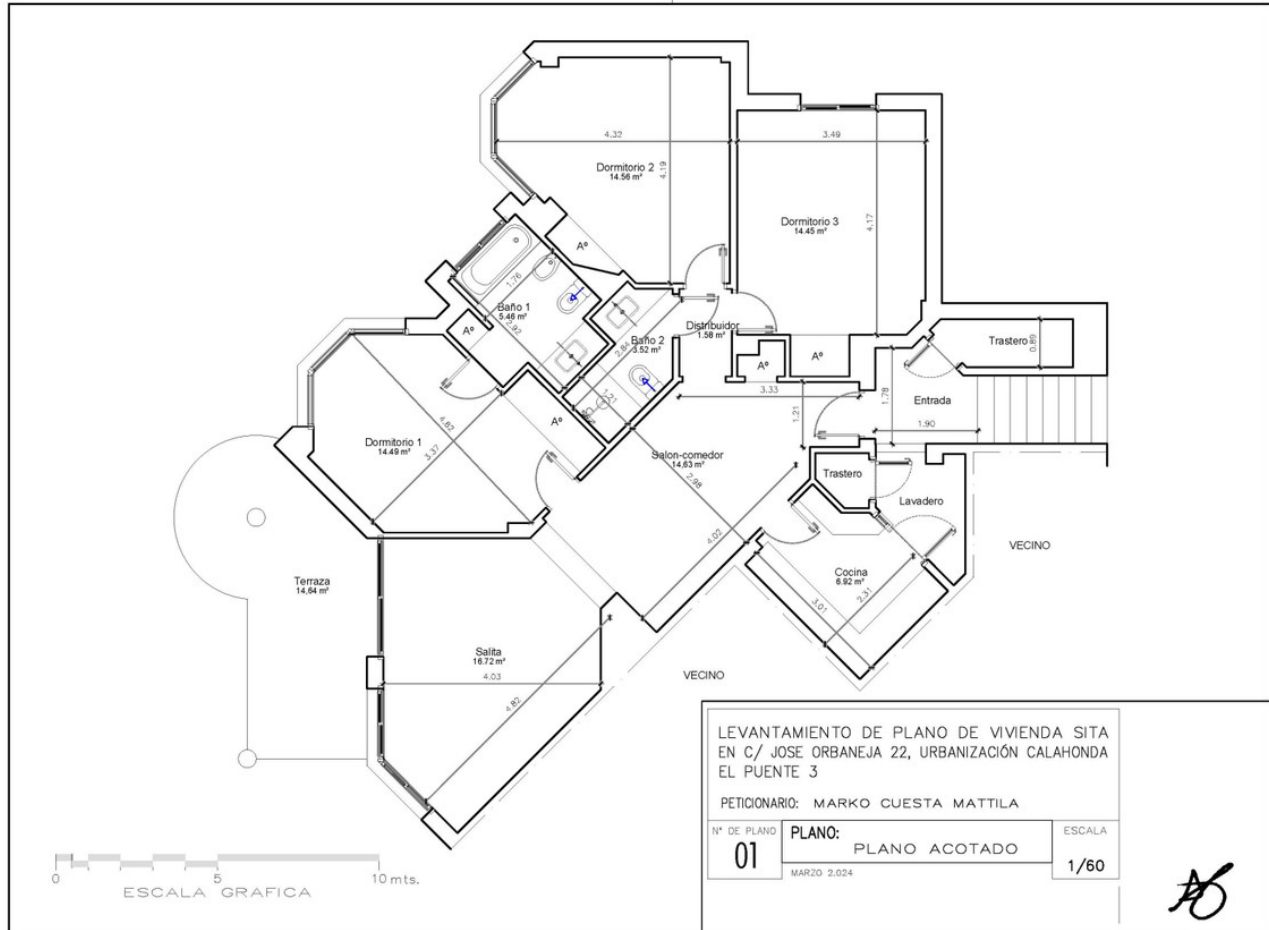 4.32
3.49
Dormitorio 2
14.56 m²
4.19
Dormitorio 3
14.45 m²
4.17
Aº
1.76
Baño 1
5.46 m²
2.92
Aº
Distribuidor
1.58 m²
Baño 2
3.52 m²
2.84
Aº
Aº
Trastero
0.89
3.33
1.21
1.78
Entrada
1.90
1.21
Aº
4.82
Dormitorio 1
14.49 m²
3.37
Salon-comedor
14,63 m²
2.98
4.02
Trastero
Lavadero
VECINO
Cocina
6.92 m²
3.01
2.31
Terraza
14,64 m²
Salita
16.72 m²
4.03
4.82
VECINO
LEVANTAMIENTO DE PLANO DE VIVIENDA SITA
EN C/ JOSE ORBANEJA 22, URBANIZACIÓN CALAHONDA
EL PUENTE 3
PETICIONARIO: MARKO CUESTA MATTILA
Nº DE PLANO
01
PLANO:
PLANO ACOTADO
MARZO 2.024
ESCALA
1/60
0 5 10 mts.
ESCALA GRAFICA